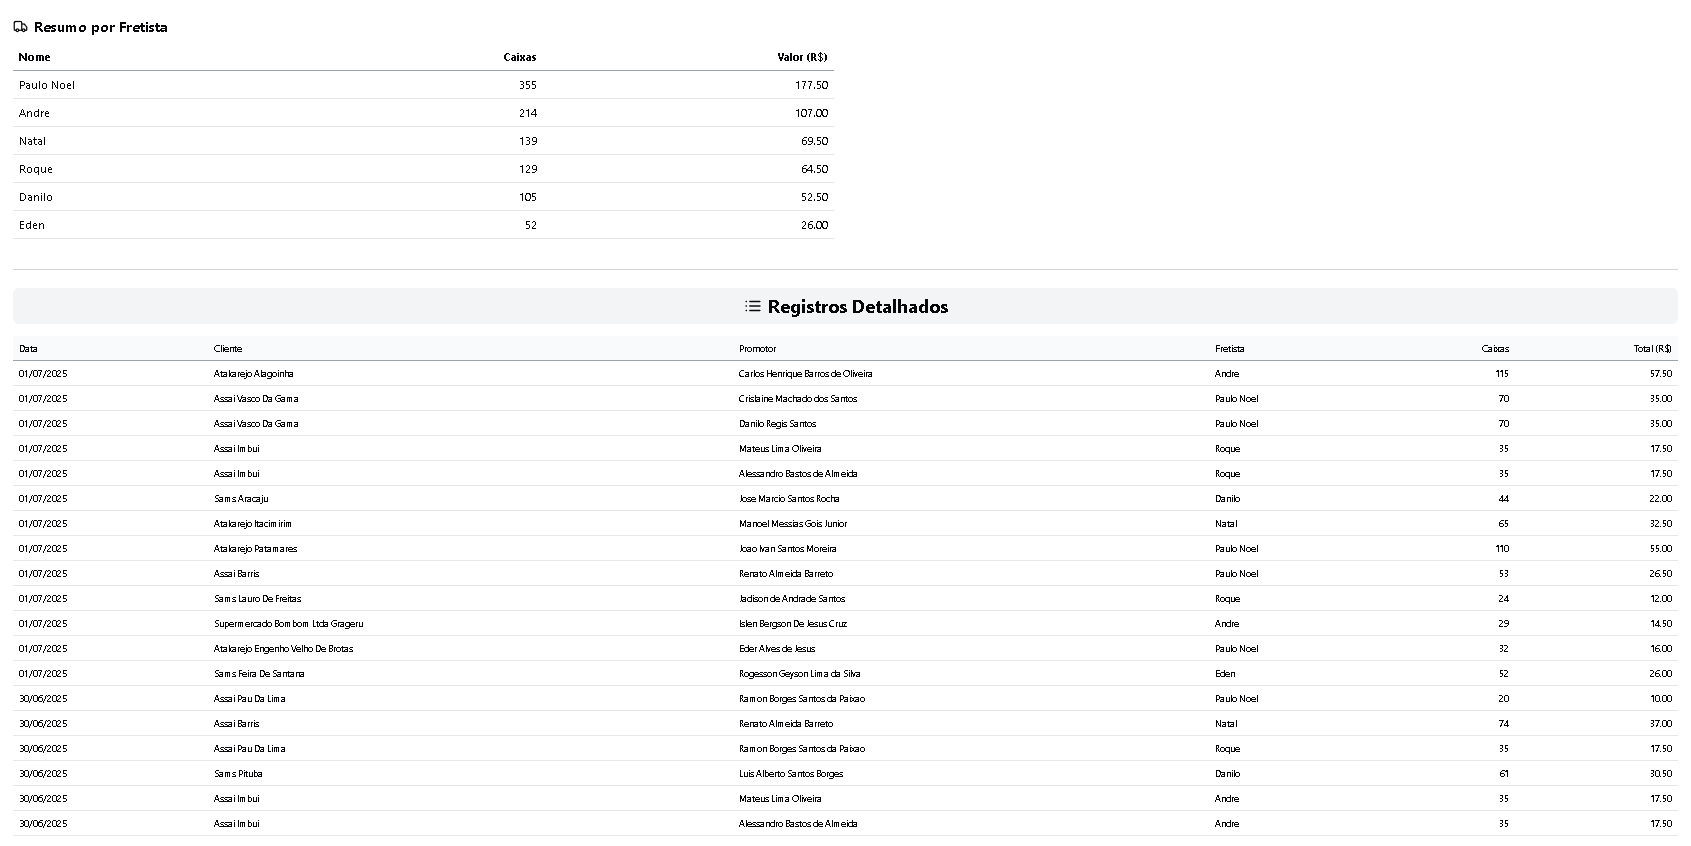 Resumo por Fretista
Nome Caixas Valor (R$)
Paulo Noel 355 177.50
Andre 214 107.00
Natal 139 69.50
Roque 129 64.50
Danilo 105 52.50
Eden 52 26.00
Registros Detalhados
Data Cliente Promotor Fretista Caixas Total (R$)
01/07/2025 Atakarejo Alagoinha Carlos Henrique Barros de Oliveira Andre 115 57.50
01/07/2025 Assai Vasco Da Gama Crislaine Machado dos Santos Paulo Noel 70 35.00
01/07/2025 Assai Vasco Da Gama Danilo Regis Santos Paulo Noel 70 35.00
01/07/2025 Assai Imbui Mateus Lima Oliveira Roque 35 17.50
01/07/2025 Assai Imbui Alessandro Bastos de Almeida Roque 35 17.50
01/07/2025 Sams Aracaju Jose Marcio Santos Rocha Danilo 44 22.00
01/07/2025 Atakarejo Itacimirim Manoel Messias Gois Junior Natal 65 32.50
01/07/2025 Atakarejo Patamares Joao Ivan Santos Moreira Paulo Noel 110 55.00
01/07/2025 Assai Barris Renato Almeida Barreto Paulo Noel 53 26.50
01/07/2025 Sams Lauro De Freitas Jadison de Andrade Santos Roque 24 12.00
01/07/2025 Supermercado Bombom Ltda Grageru Islen Bergson De Jesus Cruz Andre 29 14.50
01/07/2025 Atakarejo Engenho Velho De Brotas Eder Alves de Jesus Paulo Noel 32 16.00
01/07/2025 Sams Feira De Santana Rogesson Geyson Lima da Silva Eden 52 26.00
30/06/2025 Assai Pau Da Lima Ramon Borges Santos da Paixao Paulo Noel 20 10.00
30/06/2025 Assai Barris Renato Almeida Barreto Natal 74 37.00
30/06/2025 Assai Pau Da Lima Ramon Borges Santos da Paixao Roque 35 17.50
30/06/2025 Sams Pituba Luis Alberto Santos Borges Danilo 61 30.50
30/06/2025 Assai Imbui Mateus Lima Oliveira Andre 35 17.50
30/06/2025 Assai Imbui Alessandro Bastos de Almeida Andre 35 17.50